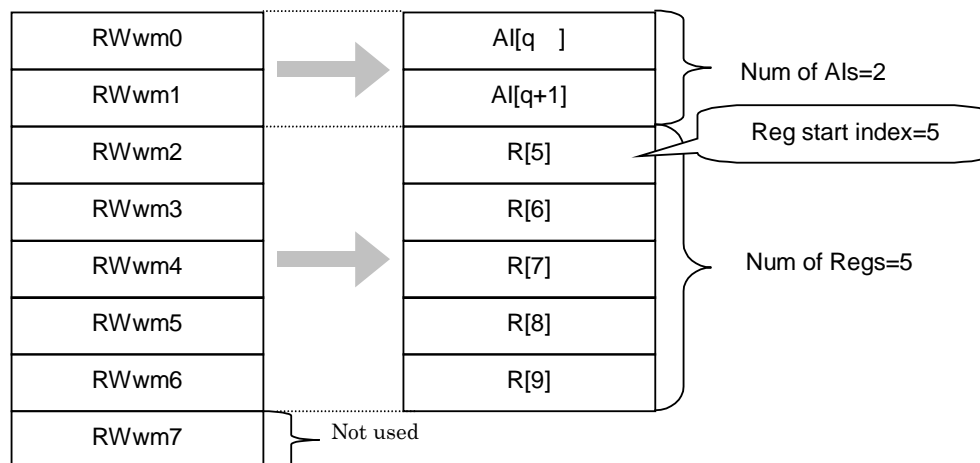 RWwm0
AI[q   ]
RWwm1
AI[q+1]
Num of AIs=2
RWwm2
R[5]
Reg start index=5
RWwm3
R[6]
RWwm4
R[7]
Num of Regs=5
RWwm5
R[8]
RWwm6
R[9]
RWwm7
Not used